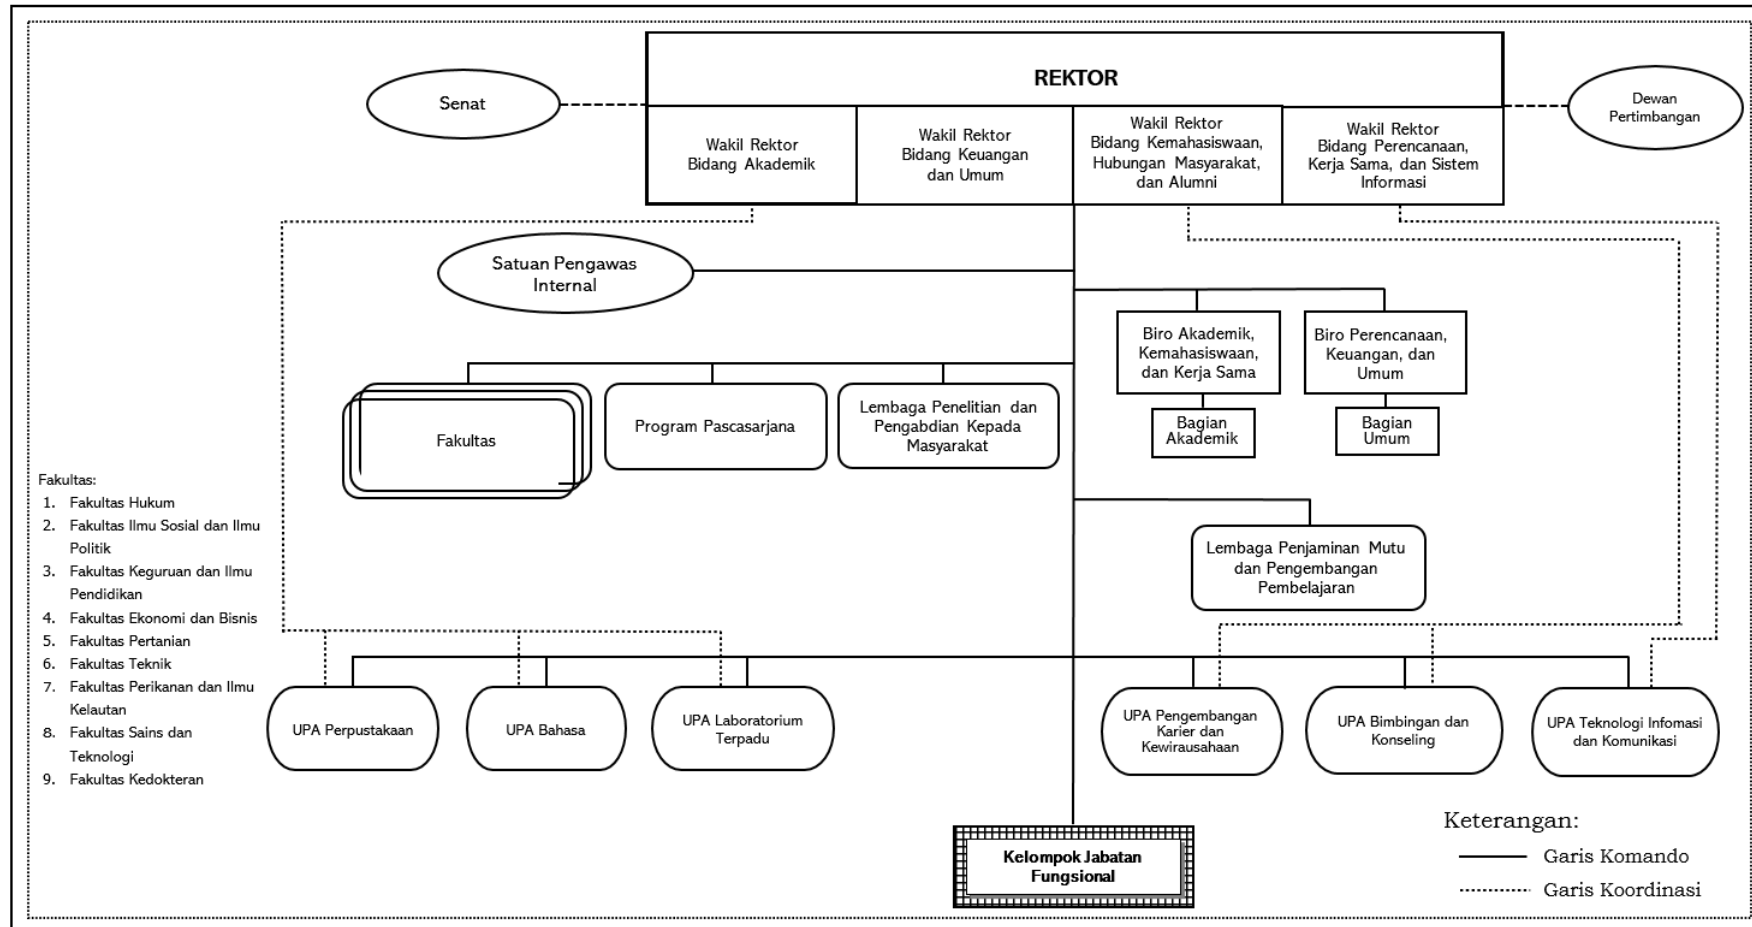 REKTOR
Senat
Dewan
Pertimbangan
Wakil Rektor
Bidang Akademik
Wakil Rektor
Bidang Keuangan
dan Umum
Wakil Rektor
Bidang Kemahasiswaan,
Hubungan Masyarakat,
dan Alumni
Wakil Rektor
Bidang Perencanaan,
Kerja Sama, dan Sistem
Informasi
Satuan Pengawas
Internal
Biro Akademik,
Kemahasiswaan,
dan Kerja Sama
Biro Perencanaan,
Keuangan, dan
Umum
Bagian
Akademik
Bagian
Umum
Fakultas
Program Pascasarjana
Lembaga Penelitian dan
Pengabdian Kepada
Masyarakat
Fakultas:
1. Fakultas Hukum
2. Fakultas Ilmu Sosial dan Ilmu
Politik
3. Fakultas Keguruan dan Ilmu
Pendidikan
4. Fakultas Ekonomi dan Bisnis
5. Fakultas Pertanian
6. Fakultas Teknik
7. Fakultas Perikanan dan Ilmu
Kelautan
8. Fakultas Sains dan
Teknologi
9. Fakultas Kedokteran
Lembaga Penjaminan Mutu
dan Pengembangan
Pembelajaran
UPA Perpustakaan
UPA Bahasa
UPA Laboratorium
Terpadu
UPA Pengembangan
Karier dan
Kewirausahaan
UPA Bimbingan dan
Konseling
UPA Teknologi Infomasi
dan Komunikasi
Kelompok Jabatan
Fungsional
Keterangan:
Garis Komando
Garis Koordinasi